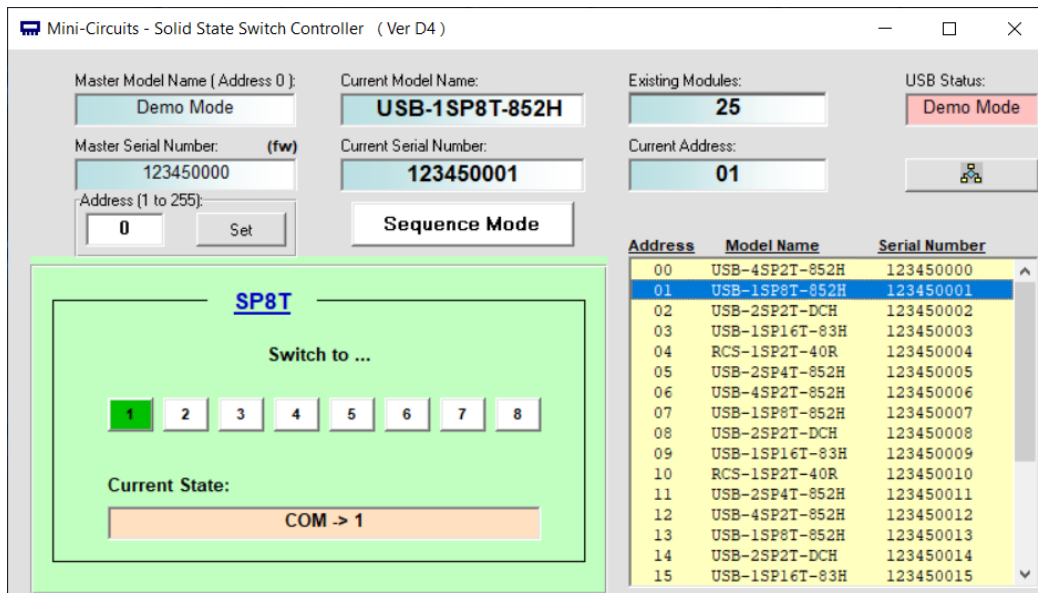 Mini-Circuits - Solid State Switch Controller ( Ver D4 )
Master Model Name ( Address 0 ):
Demo Mode
Current Model Name:
USB-1SP8T-852H
Existing Modules:
25
USB Status:
Demo Mode
Master Serial Number: (fw)
123450000
Current Serial Number:
123450001
Current Address:
01
Address (1 to 255):
0 Set
Sequence Mode
SP8T
Switch to ...
1 2 3 4 5 6 7 8
Current State:
COM -> 1
Address Model Name Serial Number
00 USB-4SP2T-852H 123450000
01 USB-1SP8T-852H 123450001
02 USB-2SP2T-DCH 123450002
03 USB-1SP16T-83H 123450003
04 RCS-1SP2T-40R 123450004
05 USB-2SP4T-852H 123450005
06 USB-4SP2T-852H 123450006
07 USB-1SP8T-852H 123450007
08 USB-2SP2T-DCH 123450008
09 USB-1SP16T-83H 123450009
10 RCS-1SP2T-40R 123450010
11 USB-2SP4T-852H 123450011
12 USB-4SP2T-852H 123450012
13 USB-1SP8T-852H 123450013
14 USB-2SP2T-DCH 123450014
15 USB-1SP16T-83H 123450015